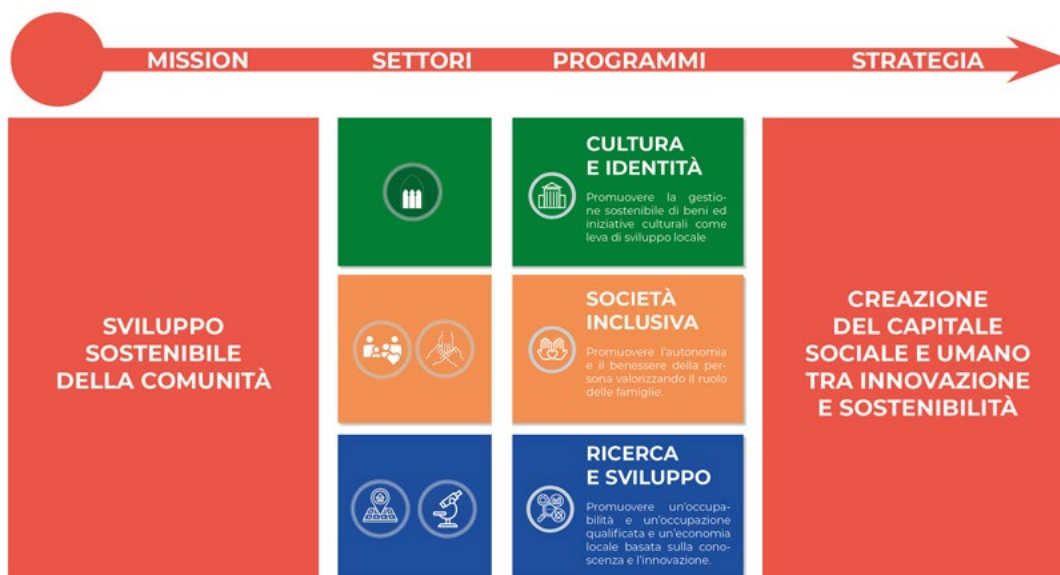 MISSION SETTORI PROGRAMMI STRATEGIA
SVILUPPO
SOSTENIBILE
DELLA COMUNITÀ
CULTURA
E IDENTITÀ
Promuovere la gestio-
ne sostenibile di beni ed
iniziative culturali come
leva di sviluppo locale
SOCIETÀ
INCLUSIVA
Promuovere l'autonomia
e il benessere della per-
sona valorizzando il ruolo
delle famiglie.
RICERCA
E SVILUPPO
Promuovere un'occupa-
bilità e un'occupazione
qualificata e un'economia
locale basata sulla cono-
scenza e l'innovazione.
CREAZIONE
DEL CAPITALE
SOCIALE E UMANO
TRA INNOVAZIONE
E SOSTENIBILITÀ